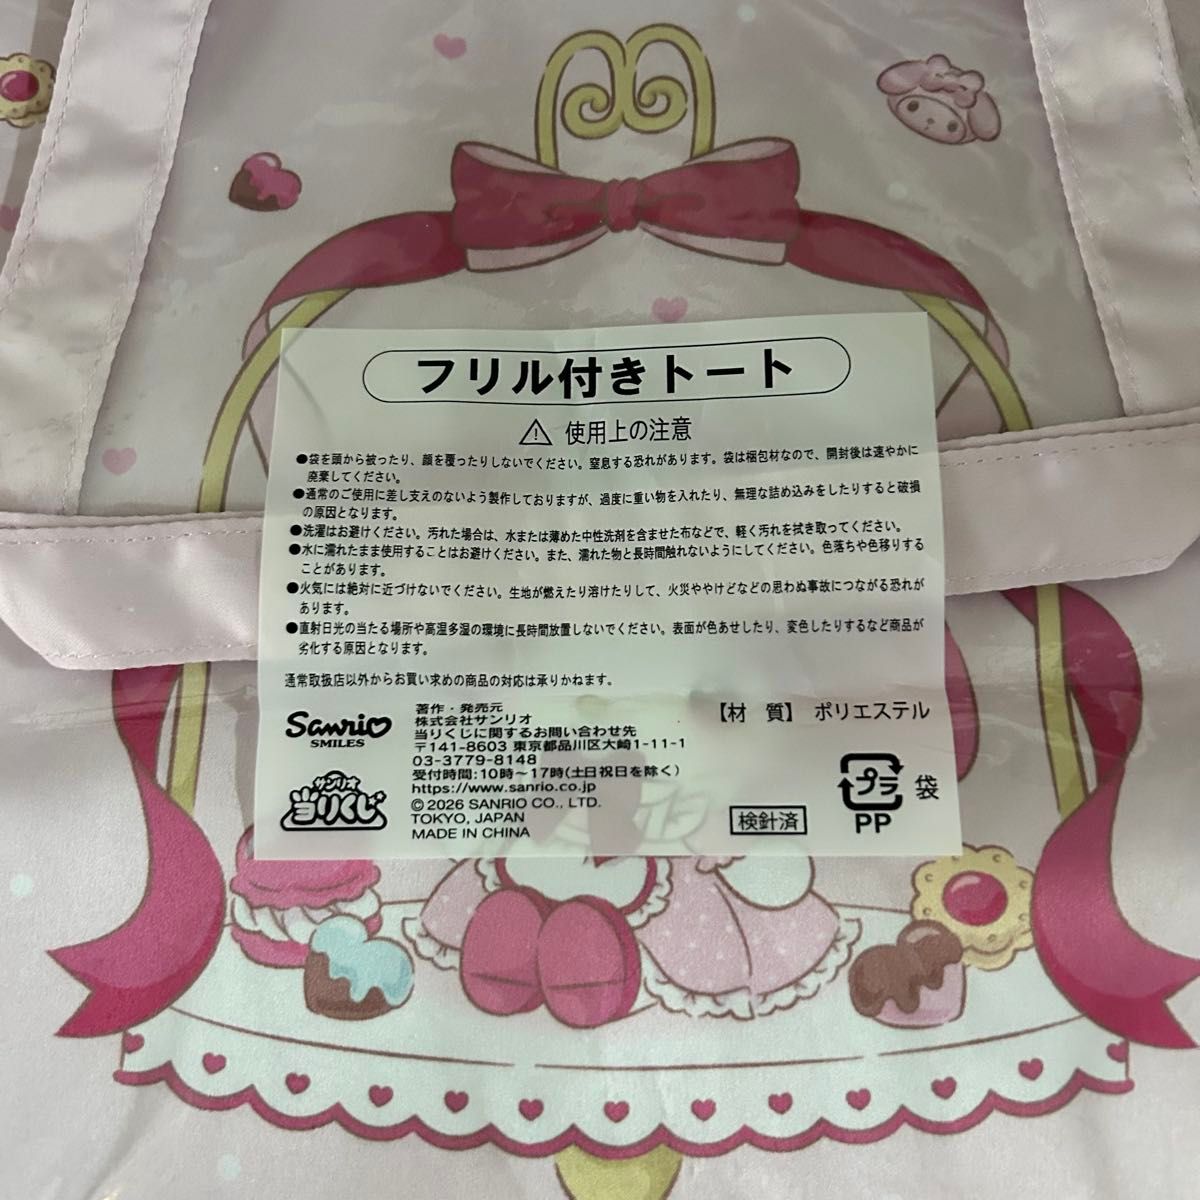 フリル付きトート
⚠ 使用上の注意
●袋を頭から被ったり、顔を覆ったりしないでください。窒息する恐れがあります。袋は梱包材なので、開封後は速やかに
廃棄してください。
●通常のご使用に差し支えのないよう製作しておりますが、過度に重い物を入れたり、無理な詰め込みをしたりすると破損
の原因となります。
●洗濯はお避けください。汚れた場合は、水または薄めた中性洗剤を含ませた布などで、軽く汚れを拭き取ってください。
●水に濡れたまま使用することはお避けください。また、濡れた物と長時間触れないようにしてください。色落ちや色移りする
ことがあります。
●火気には絶対に近づけないでください。生地が燃えたり溶けたりして、火災ややけどなどの思わぬ事故につながる恐れが
あります。
●直射日光の当たる場所や高温多湿の環境に長時間放置しないでください。表面が色あせしたり、変色したりするなど商品が
劣化する原因となります。
通常取扱店以外からお買い求めの商品の対応は承りかねます。
Sanrio
SMILES
サンリオ
当りくじ
著作・発売元
株式会社サンリオ
当りくじに関するお問い合わせ先
〒141-8603 東京都品川区大崎1-11-1
03-3779-8148
受付時間:10時～17時(土日祝日を除く)
https://www.sanrio.co.jp
© 2026 SANRIO CO., LTD.
TOKYO, JAPAN
MADE IN CHINA
【材 質】 ポリエステル
検針済
プラ
PP
袋